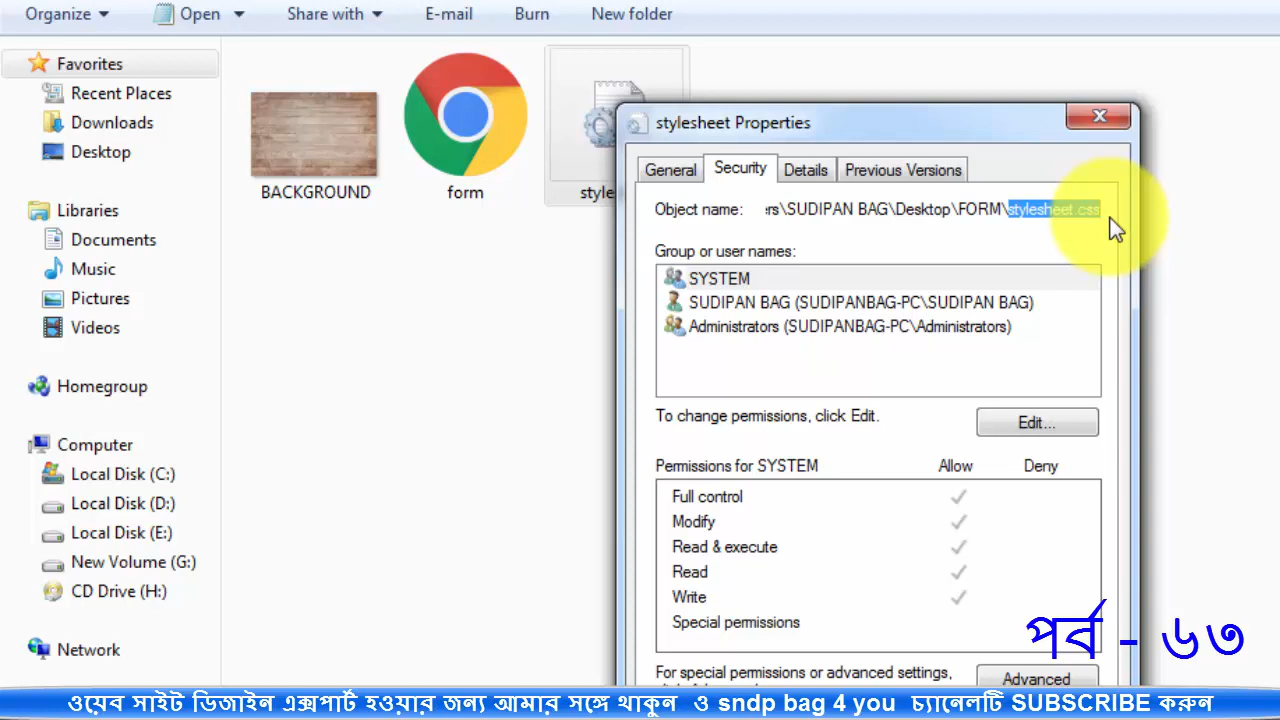 Organize Open Share with E-mail Burn New folder
Favorites
Recent Places
Downloads
Desktop
Libraries
Documents
Music
Pictures
Videos
Homegroup
Computer
Local Disk (C:)
Local Disk (D:)
Local Disk (E:)
New Volume (G:)
CD Drive (H:)
Network
BACKGROUND
form
style
stylesheet Properties
General Security Details Previous Versions
Object name: ers\SUDIPAN BAG\Desktop\FORM\stylesheet.css
Group or user names:
SYSTEM
SUDIPAN BAG (SUDIPANBAG-PC\SUDIPAN BAG)
Administrators (SUDIPANBAG-PC\Administrators)
To change permissions, click Edit.
Edit...
Permissions for SYSTEM Allow Deny
Full control
Modify
Read & execute
Read
Write
Special permissions
For special permissions or advanced settings,
Advanced
পর্ব - ৬৩
ওয়েব সাইট ডিজাইন এক্সপার্ট হওয়ার জন্য আমার সঙ্গে থাকুন ও sndp bag 4 you চ্যানেলটি SUBSCRIBE করুন